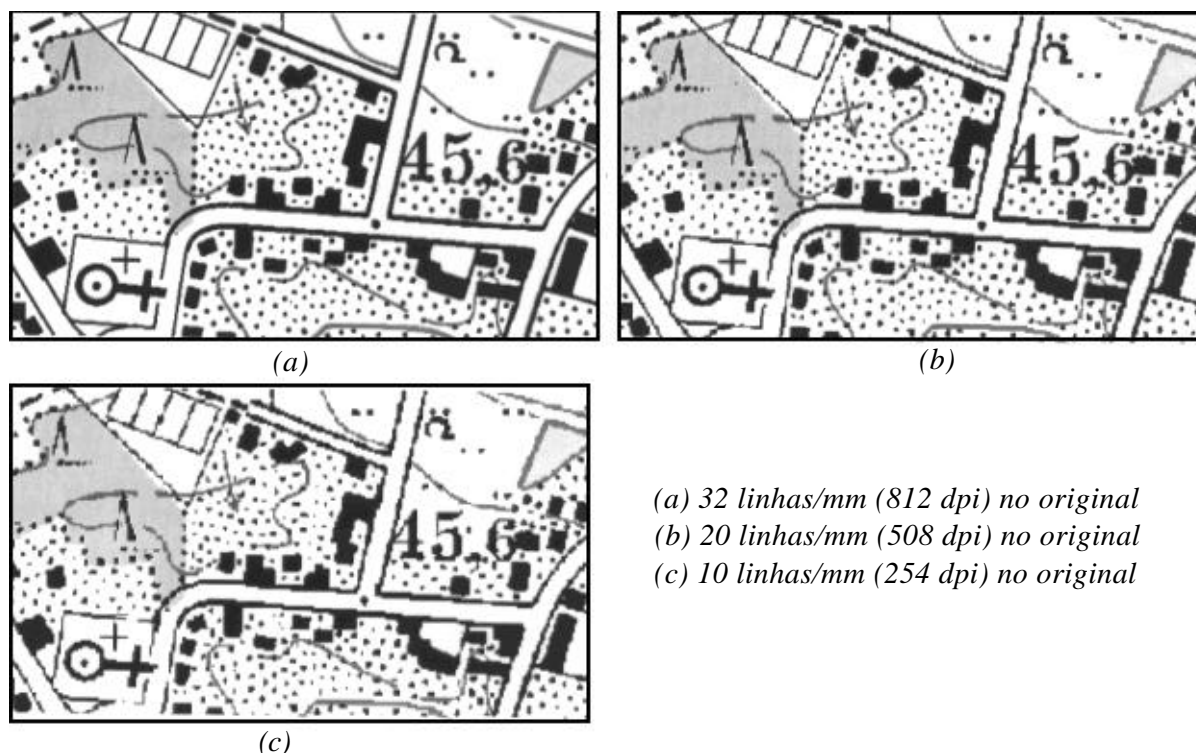 45,6
45,6
(a)
(b)
45,6
(a) 32 linhas/mm (812 dpi) no original
(b) 20 linhas/mm (508 dpi) no original
(c) 10 linhas/mm (254 dpi) no original
(c)